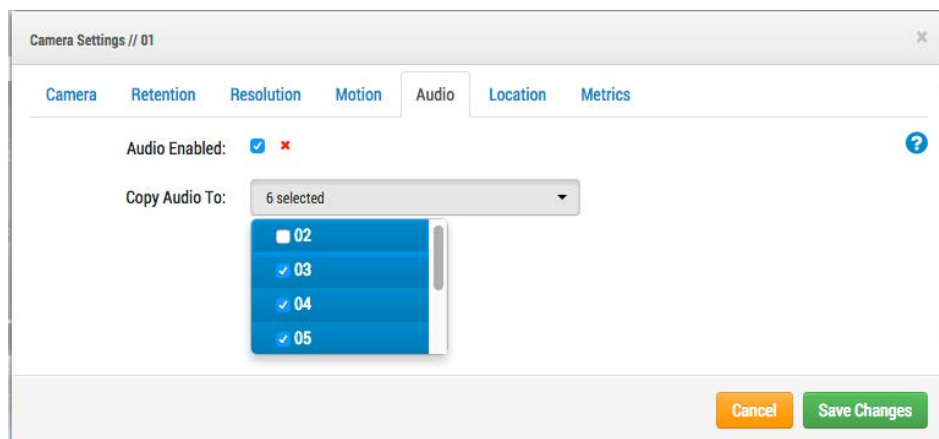 Camera Settings // 01
Camera Retention Resolution Motion Audio Location Metrics
Audio Enabled:
Copy Audio To: 6 selected
02
03
04
05
Cancel Save Changes